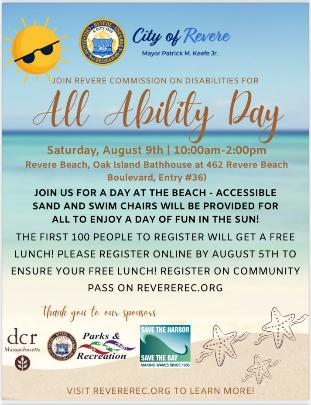 City of Revere
Mayor Patrick M. Keefe Jr.
JOIN REVERE COMMISSION ON DISABILITIES FOR
All Ability Day
Saturday, August 9th | 10:00am-2:00pm
Revere Beach, Oak Island Bathhouse at 462 Revere Beach
Boulevard, Entry #36)
JOIN US FOR A DAY AT THE BEACH - ACCESSIBLE
SAND AND SWIM CHAIRS WILL BE PROVIDED FOR
ALL TO ENJOY A DAY OF FUN IN THE SUN!
THE FIRST 100 PEOPLE TO REGISTER WILL GET A FREE
LUNCH! PLEASE REGISTER ONLINE BY AUGUST 5TH TO
ENSURE YOUR FREE LUNCH! REGISTER ON COMMUNITY
PASS ON REVEREREC.ORG
Thank you to our sponsors
dcr
Massachusetts
Parks &
Recreation
SAVE THE HARBOR
SAVE THE BAY
MAKING WAVES SINCE 1986
VISIT REVEREREC.ORG TO LEARN MORE!